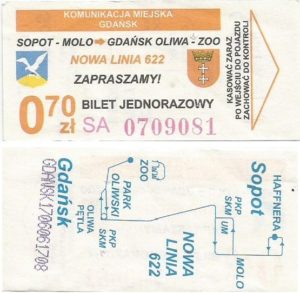 KOMUNIKACJA MIEJSKA
GDAŃSK
SOPOT - MOLO GDAŃSK OLIWA - ZOO
NOWA LINIA 622
ZAPRASZAMY!
0,70 zł
BILET JEDNORAZOWY
SA 0709081
KASOWAĆ ZARAZ
PO WEJŚCIU DO POJAZDU
ZACHOWAĆ DO KONTROLI
Gdańsk
GDAŃSK170606l1708
OLIWA
PĘTLA
PKP
SKM
PARK
OLIWSKI
ZOO
NOWA
LINIA
622
PKP
SKM
UM
MOLO
Sopot
HAFFNERA